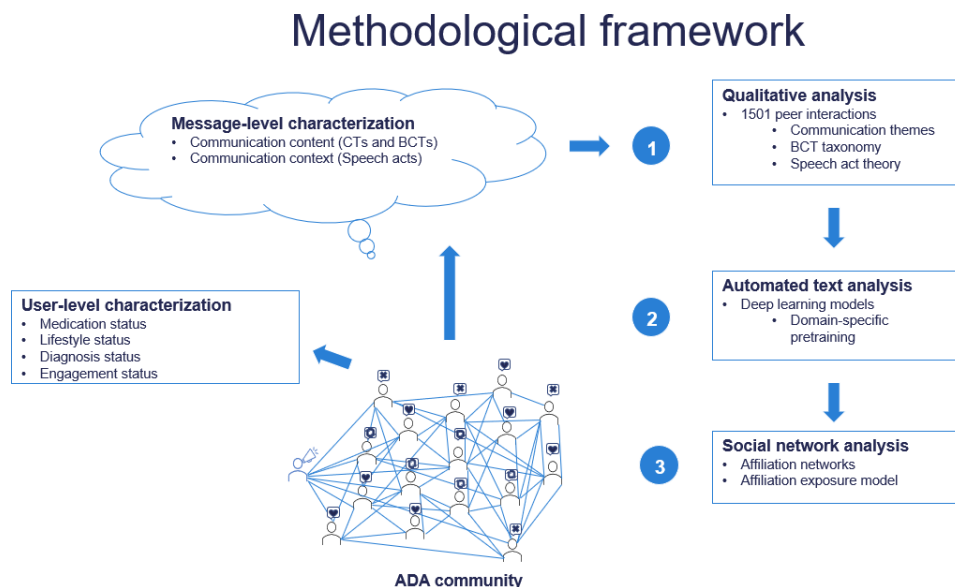 Methodological framework
Message-level characterization
• Communication content (CTs and BCTs)
• Communication context (Speech acts)
1
Qualitative analysis
• 1501 peer interactions
• Communication themes
• BCT taxonomy
• Speech act theory
User-level characterization
• Medication status
• Lifestyle status
• Diagnosis status
• Engagement status
2
Automated text analysis
• Deep learning models
• Domain-specific
pretraining
3
Social network analysis
• Affiliation networks
• Affiliation exposure model
ADA community